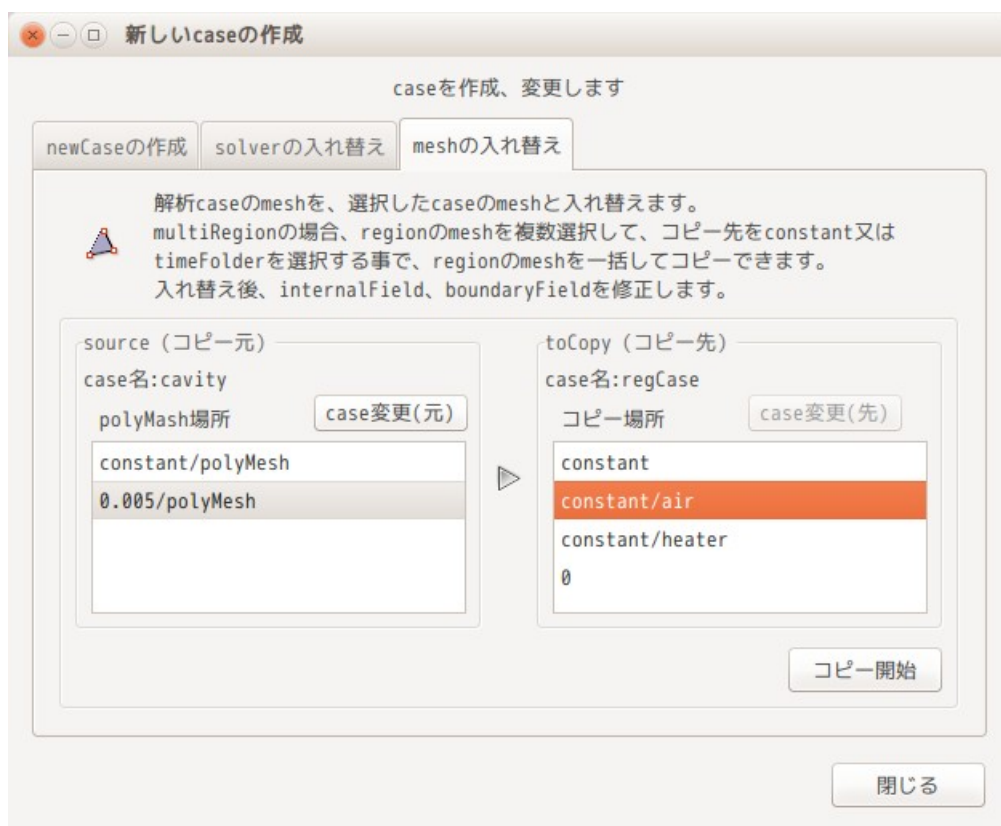 新しいcaseの作成
caseを作成、変更します
newCaseの作成
solverの入れ替え
meshの入れ替え
解析caseのmeshを、選択したcaseのmeshと入れ替えます。
multiRegionの場合、regionのmeshを複数選択して、コピー先をconstant又は
timeFolderを選択する事で、regionのmeshを一括してコピーできます。
入れ替え後、internalField、boundaryFieldを修正します。
source (コピー元)
case名:cavity
polyMash場所
case変更(元)
constant/polyMesh
0.005/polyMesh
toCopy (コピー先)
case名:regCase
コピー場所
case変更(先)
constant
constant/air
constant/heater
0
コピー開始
閉じる